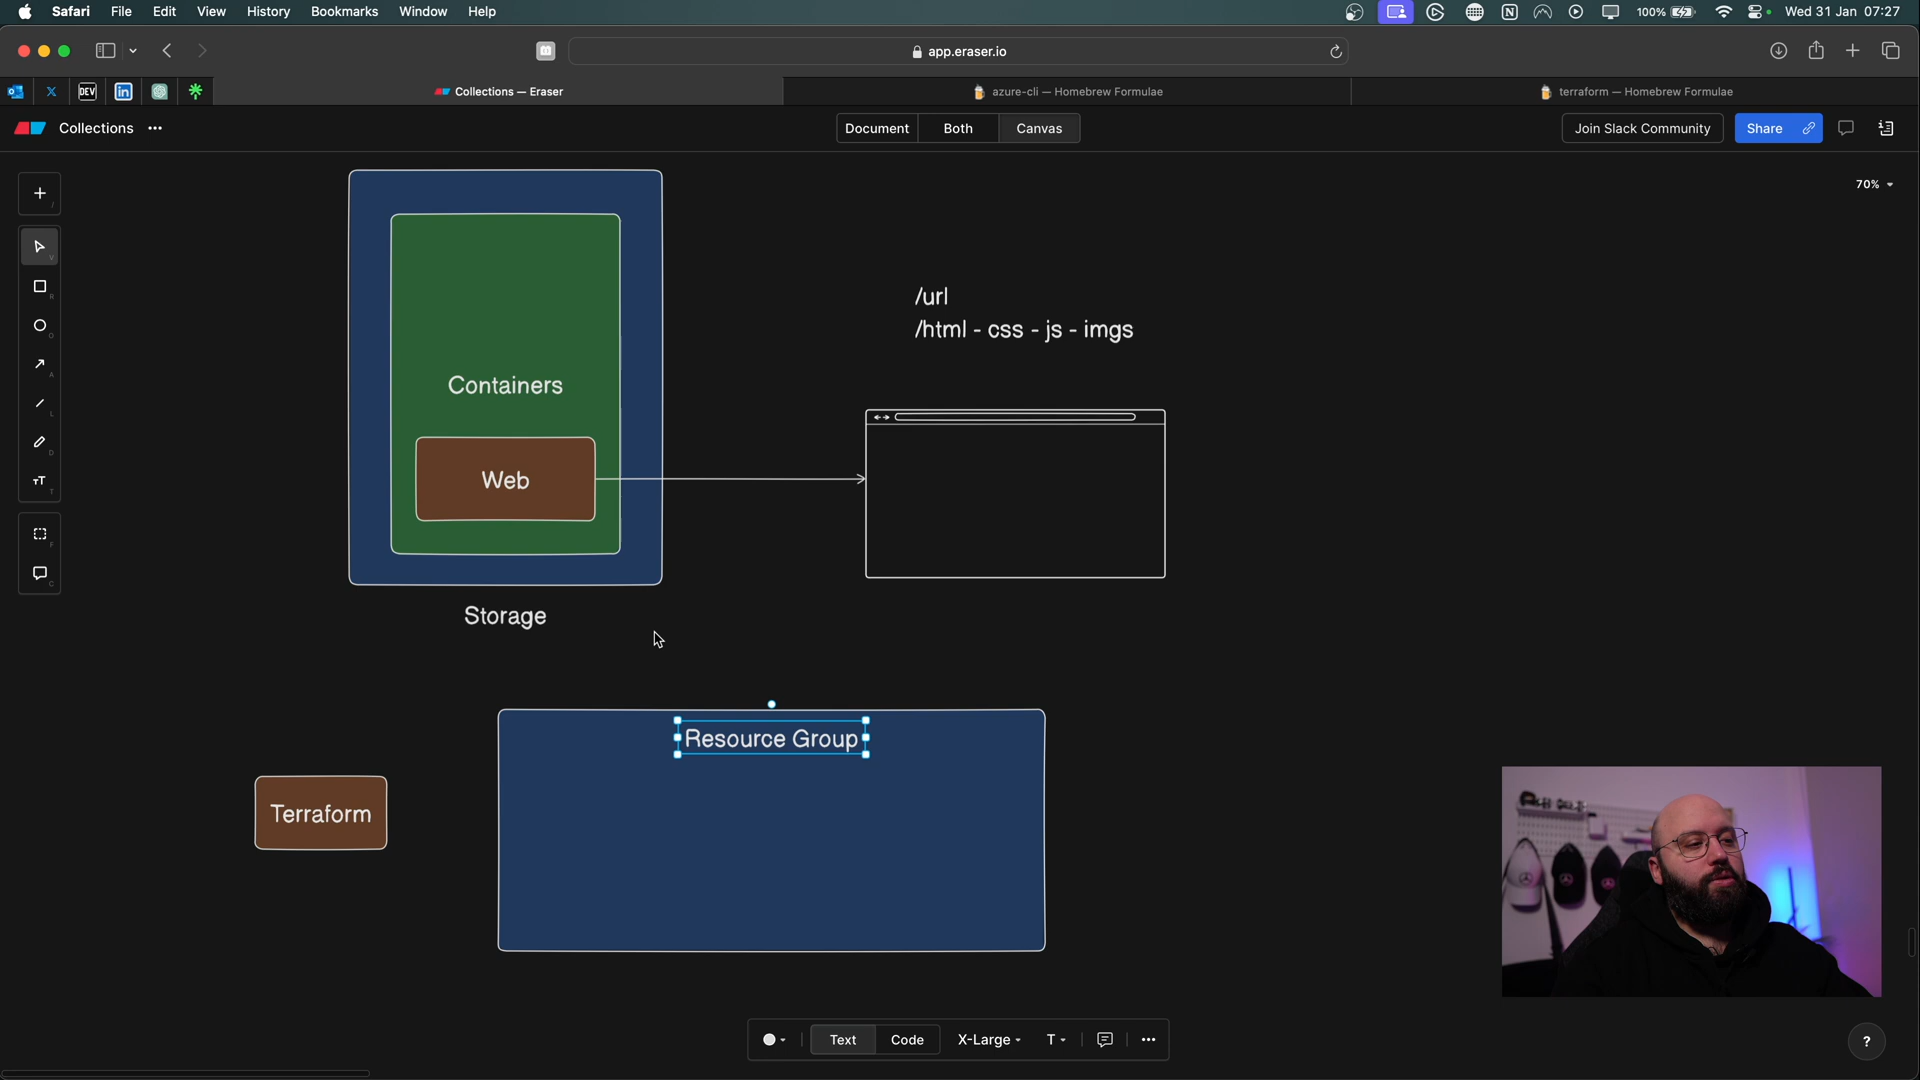 Safari File Edit View History Bookmarks Window Help 100% Wed 31 Jan 07:27
app.eraser.io
DEV in Collections — Eraser azure-cli — Homebrew Formulae terraform — Homebrew Formulae
Collections ••• Document Both Canvas Join Slack Community Share
70%
/url
/html - css - js - imgs
Containers
Web
Storage
Resource Group
Terraform
Text Code X-Large T ••• ?